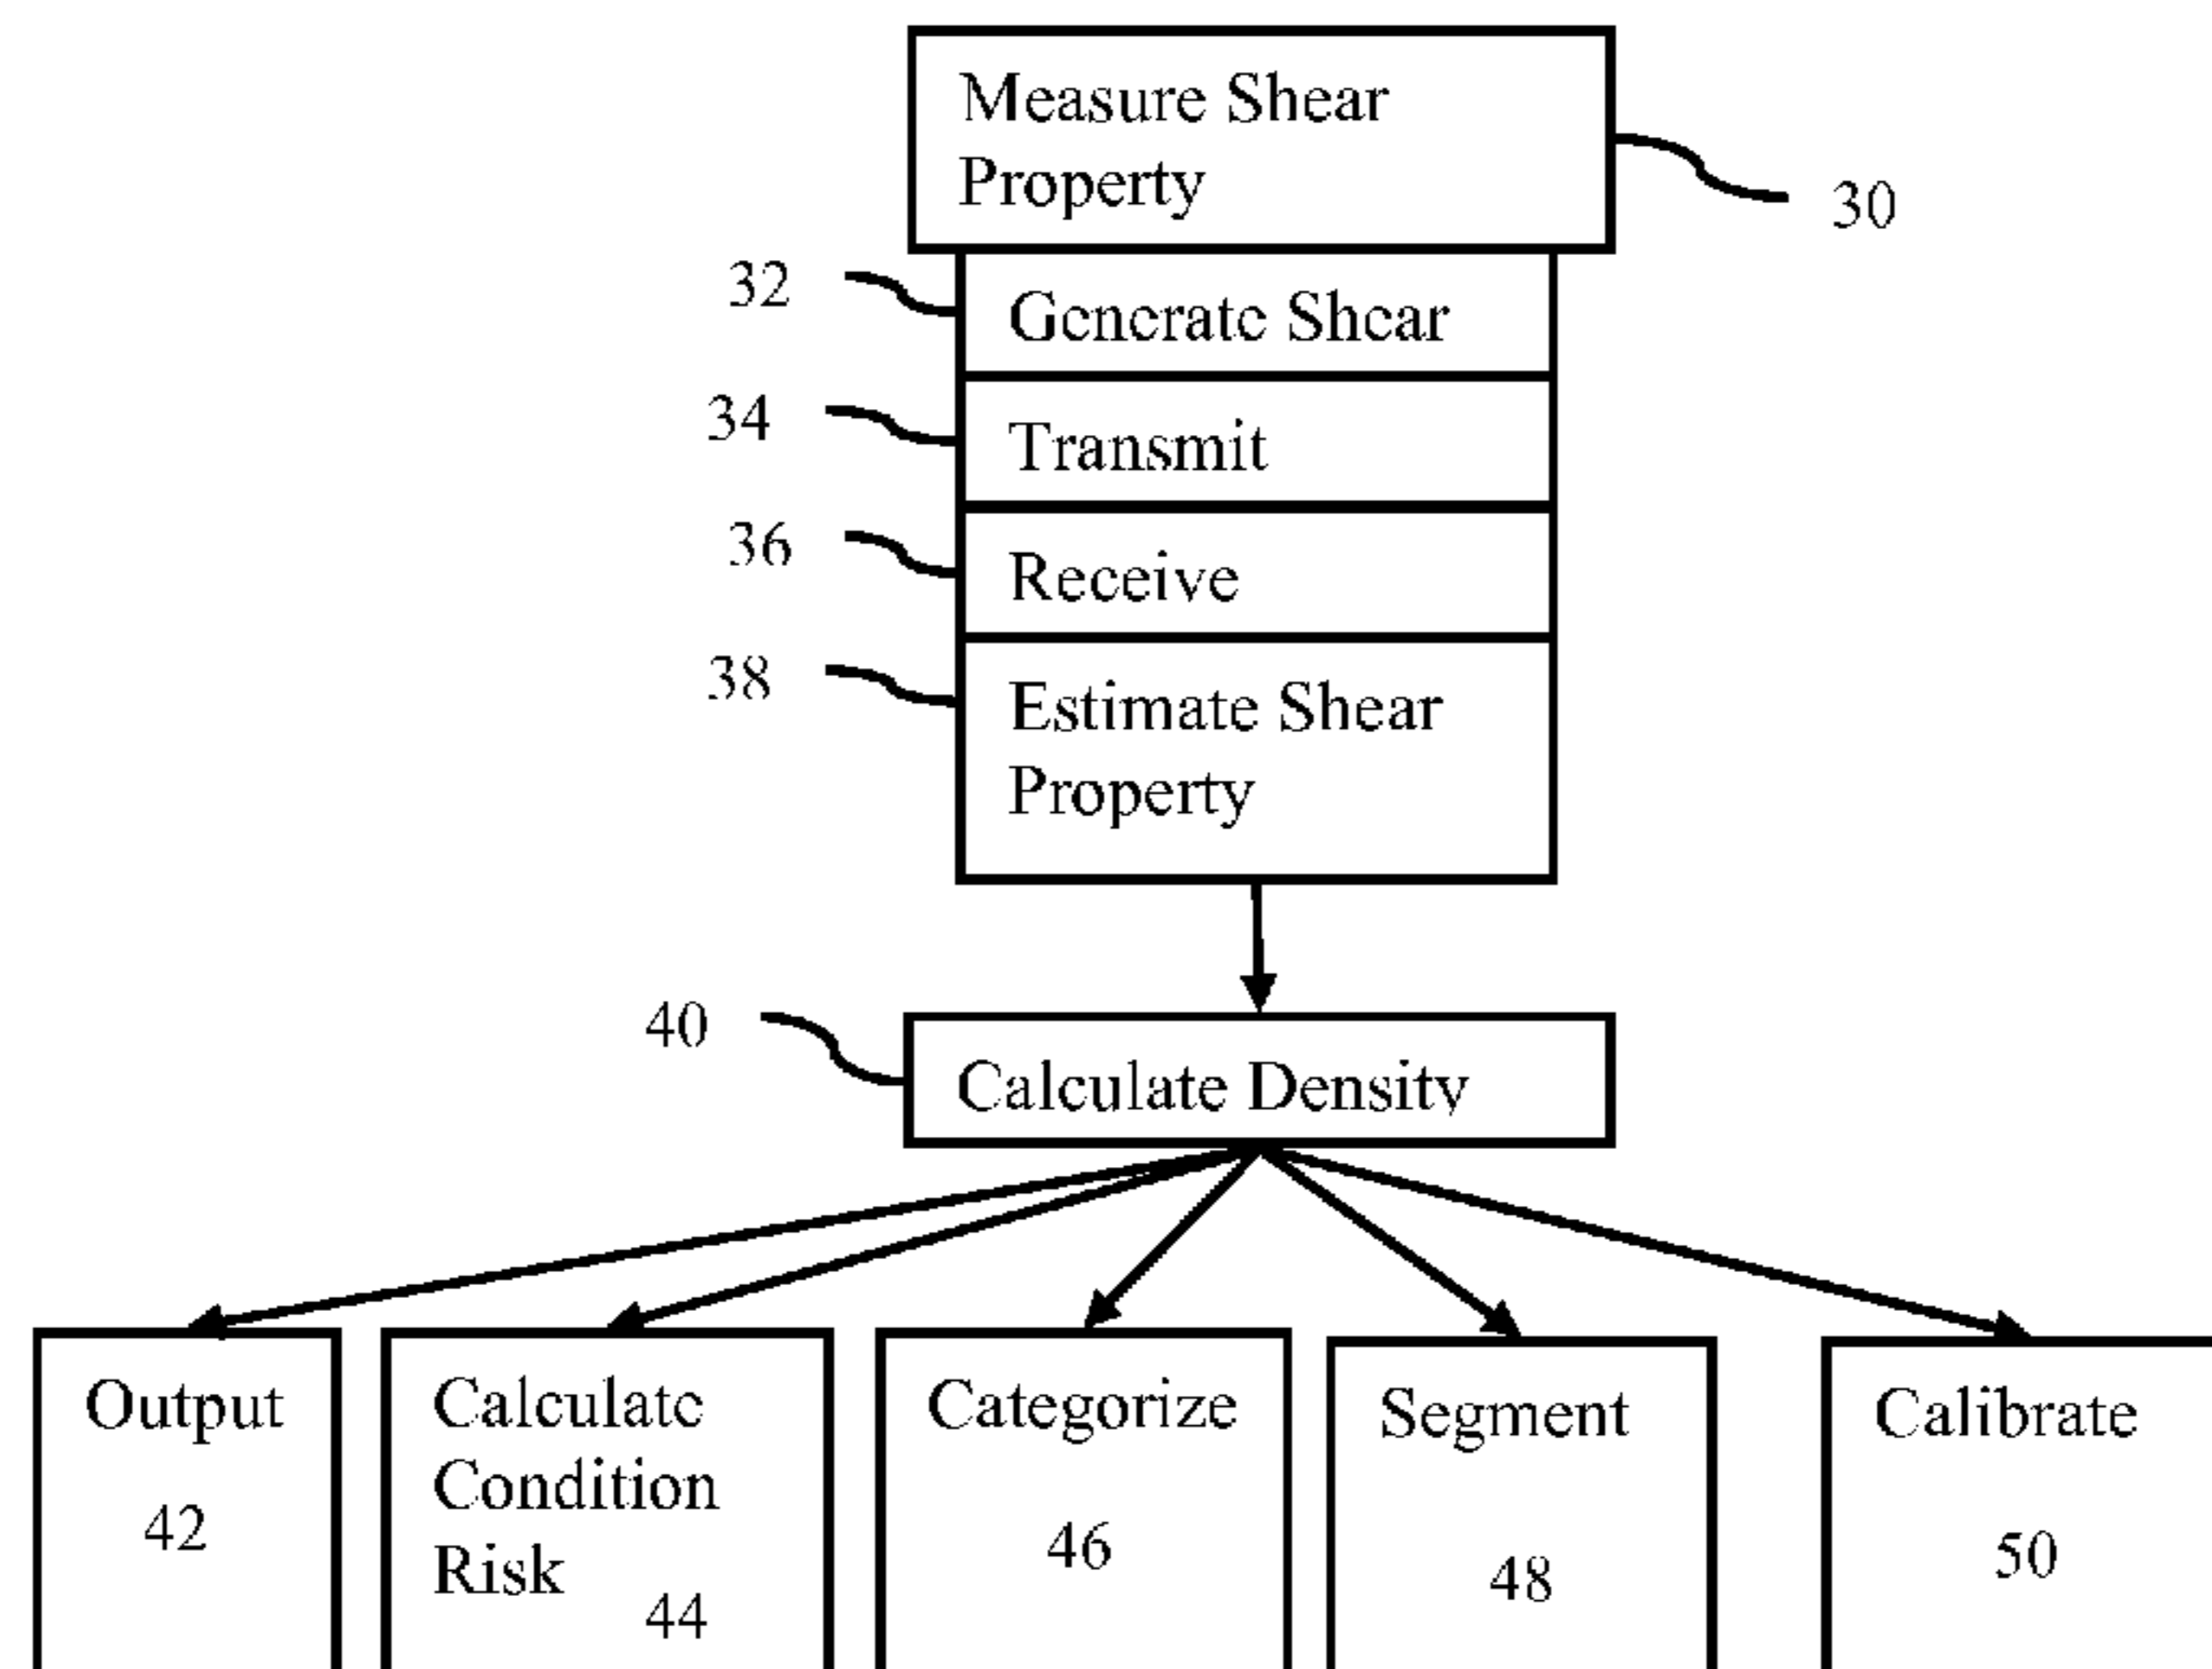 Measure Shear
Property
30
32
Generate Shear
34
Transmit
36
Receive
38
Estimate Shear
Property
40
Calculate Density
Output
42
Calculate
Condition
Risk
44
Categorize
46
Segment
48
Calibrate
50